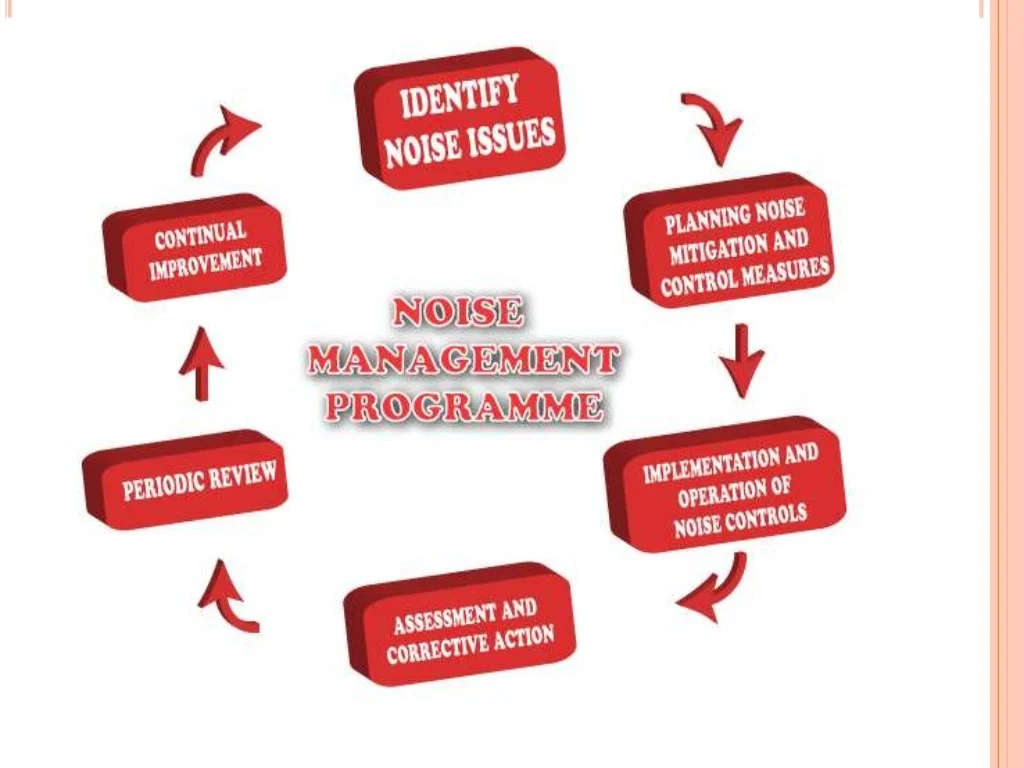 IDENTIFY
NOISE ISSUES
PLANNING NOISE
MITIGATION AND
CONTROL MEASURES
IMPLEMENTATION AND
OPERATION OF
NOISE CONTROLS
ASSESSMENT AND
CORRECTIVE ACTION
PERIODIC REVIEW
CONTINUAL
IMPROVEMENT
NOISE
MANAGEMENT
PROGRAMME